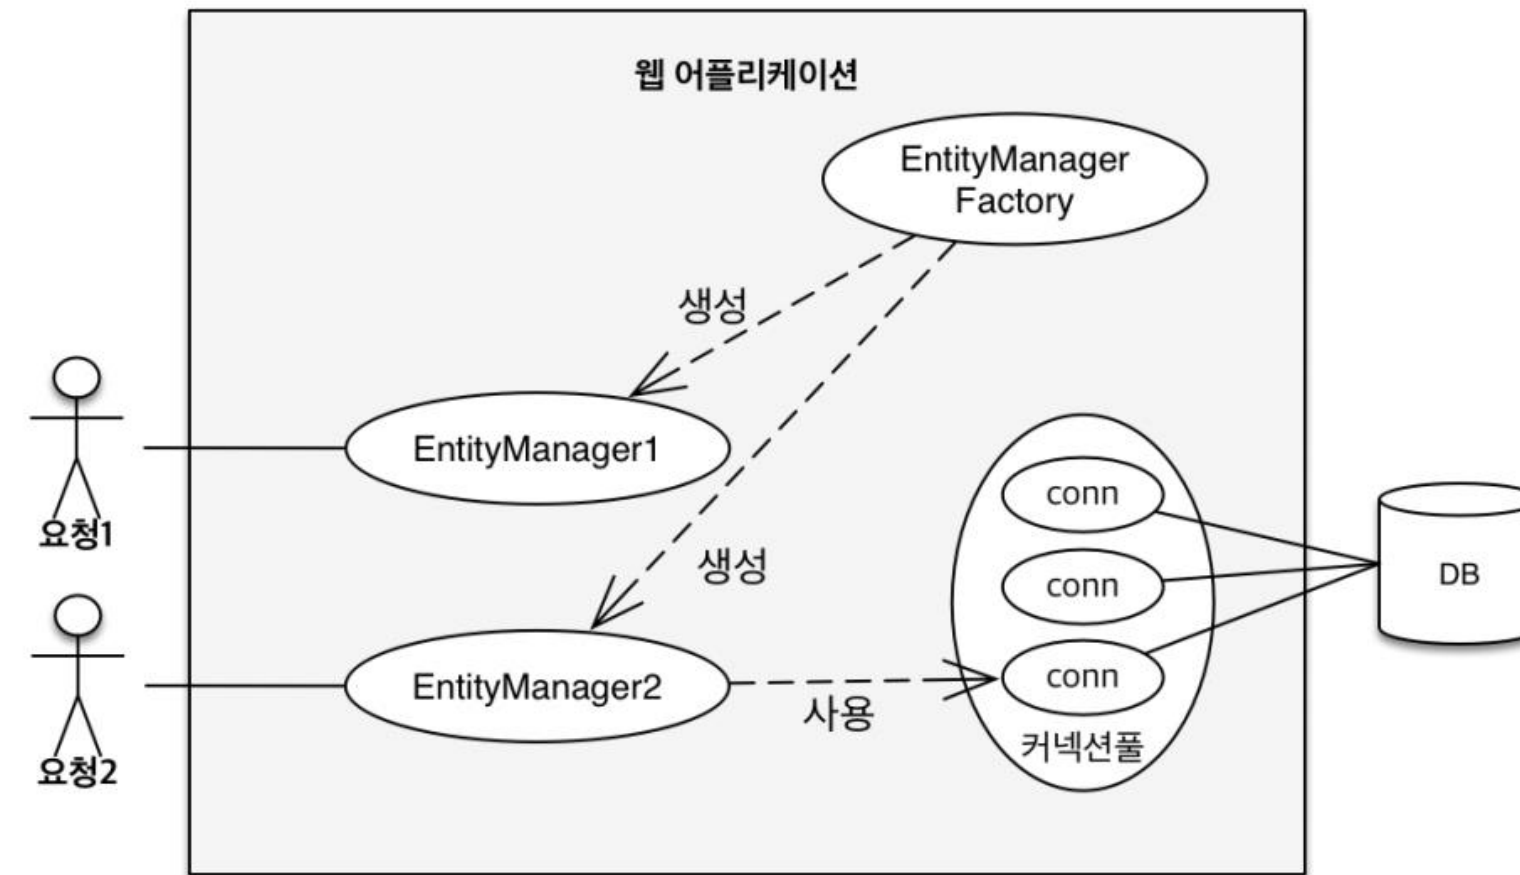 웹 어플리케이션
EntityManager
Factory
생성
요청1
EntityManager1
conn
conn
DB
생성
요청2
EntityManager2
사용
conn
커넥션풀